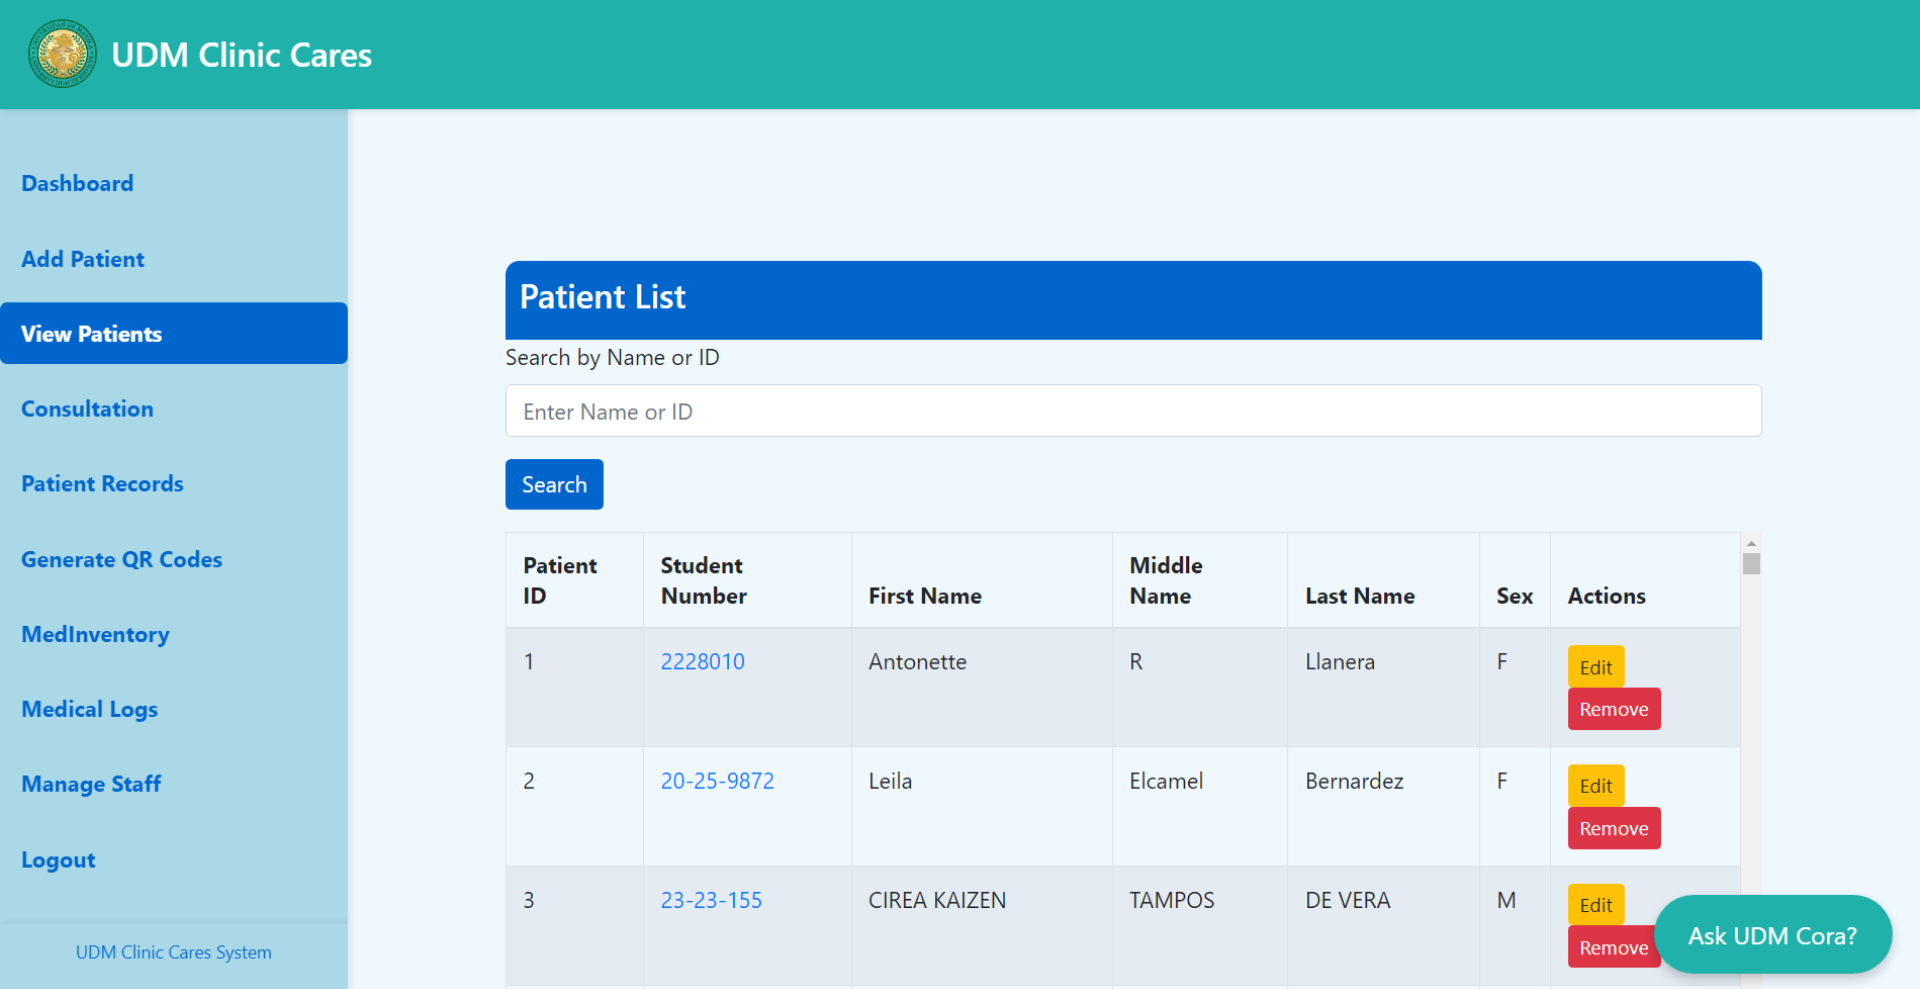 UDM Clinic Cares
Dashboard
Add Patient
View Patients
Consultation
Patient Records
Generate QR Codes
MedInventory
Medical Logs
Manage Staff
Logout
UDM Clinic Cares System
Patient List
Search by Name or ID
Enter Name or ID
Search
Patient ID Student Number First Name Middle Name Last Name Sex Actions
1 2228010 Antonette R Llanera F Edit
Remove
2 20-25-9872 Leila Elcamel Bernardez F Edit
Remove
3 23-23-155 CIREA KAIZEN TAMPOS DE VERA M Edit
Remove
Ask UDM Cora?